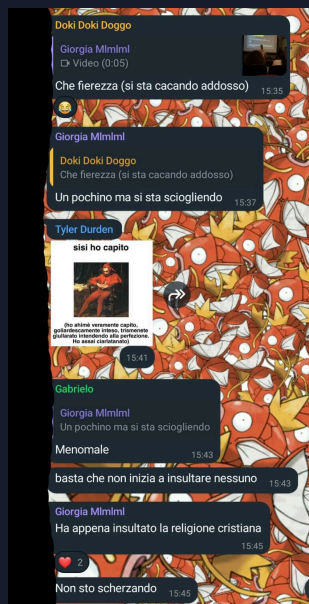 Doki Doki Doggo
Giorgia Mlmlml
Video (0:05)
Che fierezza (si sta cacando addosso)
15:35
Giorgia Mlmlml
Doki Doki Doggo
Che fierezza (si sta cacando addosso)
Un pochino ma si sta sciogliendo
15:37
Tyler Durden
sisi ho capito
(ho ahimè veramente capito,
goliardescamente inteso, trismenete
giullarato intendendo alla perfezione.
Ho assai ciarlatanato)
15:41
Gabrielo
Giorgia Mlmlml
Un pochino ma si sta sciogliendo
Menomale
15:43
basta che non inizia a insultare nessuno
15:43
Giorgia Mlmlml
Ha appena insultato la religione cristiana
15:45
2
Non sto scherzando
15:45